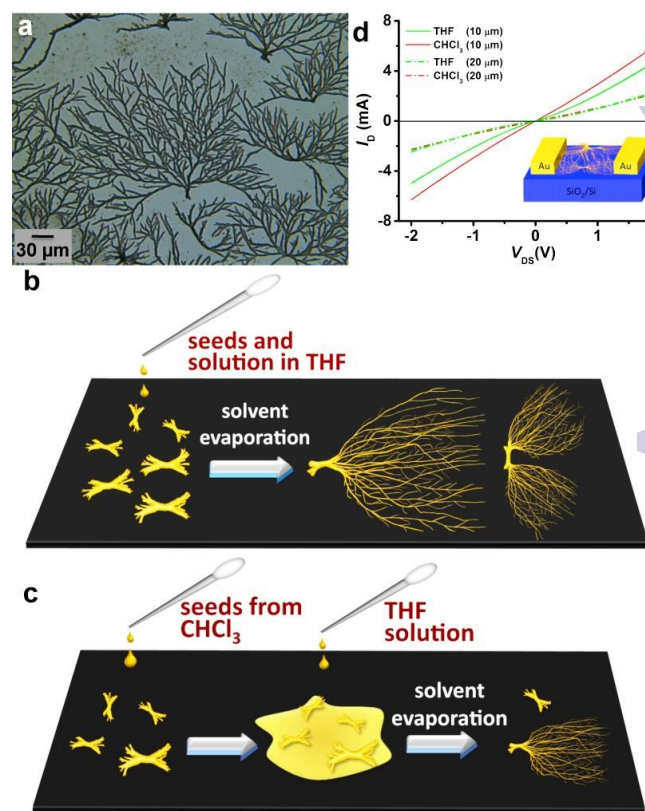 a
30 µm
d
THF (10 µm)
CHCl₃ (10 µm)
THF (20 µm)
CHCl₃ (20 µm)
8
4
0
-4
-8
I_D (mA)
-2
-1
0
1
V_DS(V)
Au
Au
SiO₂/Si
b
seeds and
solution in THF
solvent
evaporation
c
seeds from
CHCl₃
THF
solution
solvent
evaporation